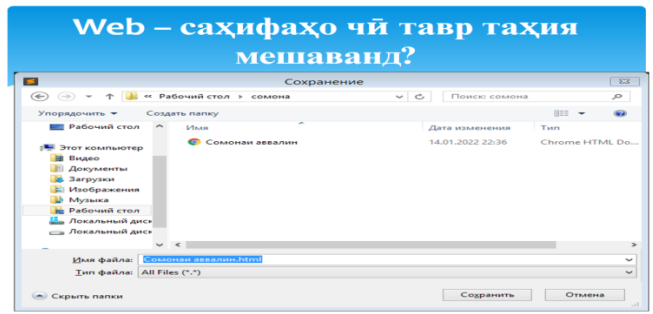 Web – саҳифаҳо чӣ тавр таҳия
мешаванд?
Сохранение
« Рабочий стол ▸ сомона
Поиск: сомона
Упорядочить ▾ Создать папку
Рабочий стол
Имя Дата изменения Тип
Сомонаи аввалин 14.01.2022 22:36 Chrome HTML Do...
Этот компьютер
Видео
Документы
Загрузки
Изображения
Музыка
Рабочий стол
Локальный диск
Локальный диск
Имя файла: Сомонаи аввалин.html
Тип файла: All Files (*.*)
Скрыть папки Сохранить Отмена